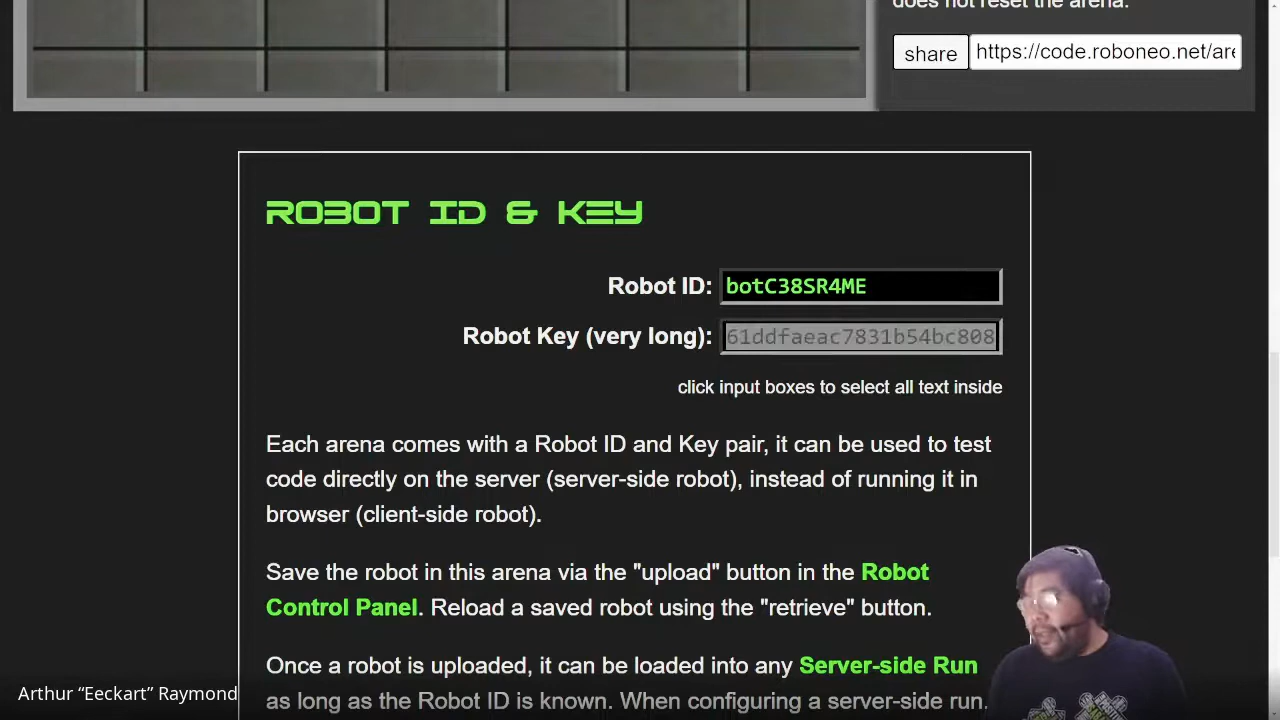 does not reset the arena.
share https://code.roboneo.net/are
ROBOT ID & KEY
Robot ID: botC38SR4ME
Robot Key (very long): 61ddfaeac7831b54bc808
click input boxes to select all text inside
Each arena comes with a Robot ID and Key pair, it can be used to test
code directly on the server (server-side robot), instead of running it in
browser (client-side robot).
Save the robot in this arena via the "upload" button in the Robot
Control Panel. Reload a saved robot using the "retrieve" button.
Once a robot is uploaded, it can be loaded into any Server-side Run
as long as the Robot ID is known. When configuring a server-side run.
Arthur “Eeckart” Raymond